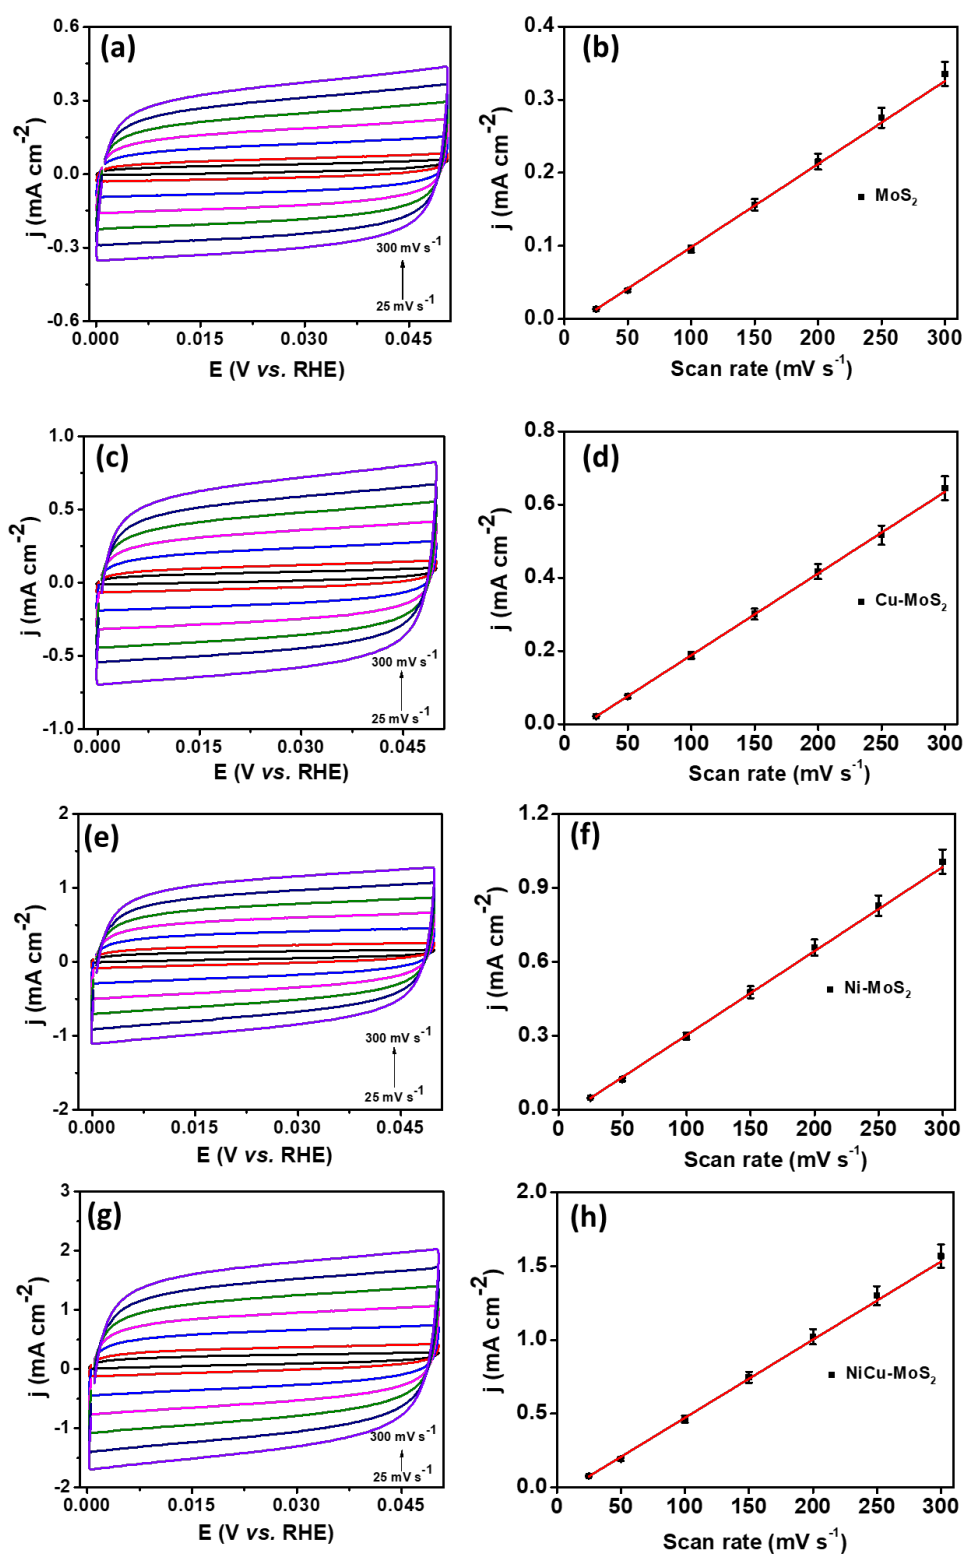 (a)
j (mA cm-2)
0.6
0.3
0.0
-0.3
-0.6
300 mV s-1
25 mV s-1
0.000 0.015 0.030 0.045
E (V vs. RHE)
(b)
j (mA cm-2)
0.4
0.3
0.2
0.1
0.0
MoS2
0 50 100 150 200 250 300
Scan rate (mV s-1)
(c)
j (mA cm-2)
1.0
0.5
0.0
-0.5
-1.0
300 mV s-1
25 mV s-1
0.000 0.015 0.030 0.045
E (V vs. RHE)
(d)
j (mA cm-2)
0.8
0.6
0.4
0.2
0.0
Cu-MoS2
0 50 100 150 200 250 300
Scan rate (mV s-1)
(e)
j (mA cm-2)
2
1
0
-1
-2
300 mV s-1
25 mV s-1
0.000 0.015 0.030 0.045
E (V vs. RHE)
(f)
j (mA cm-2)
1.2
0.9
0.6
0.3
0.0
Ni-MoS2
0 50 100 150 200 250 300
Scan rate (mV s-1)
(g)
j (mA cm-2)
3
2
1
0
-1
-2
300 mV s-1
25 mV s-1
0.000 0.015 0.030 0.045
E (V vs. RHE)
(h)
j (mA cm-2)
2.0
1.5
1.0
0.5
0.0
NiCu-MoS2
0 50 100 150 200 250 300
Scan rate (mV s-1)